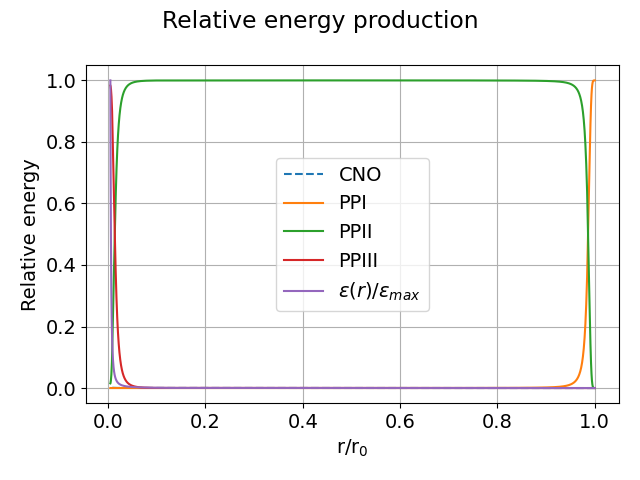 Relative energy production
Relative energy
1.0
0.8
0.6
0.4
0.2
0.0
CNO
PPI
PPII
PPIII
ε(r)/ε_max
0.0 0.2 0.4 0.6 0.8 1.0
r/r₀